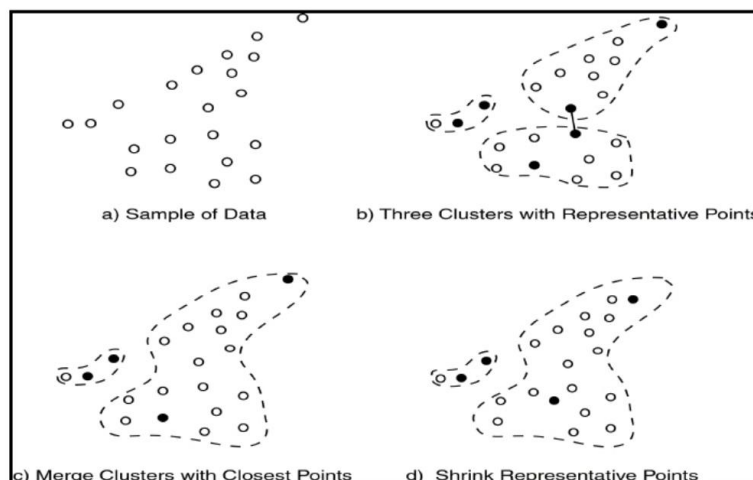 a) Sample of Data
b) Three Clusters with Representative Points
c) Merge Clusters with Closest Points
d) Shrink Representative Points